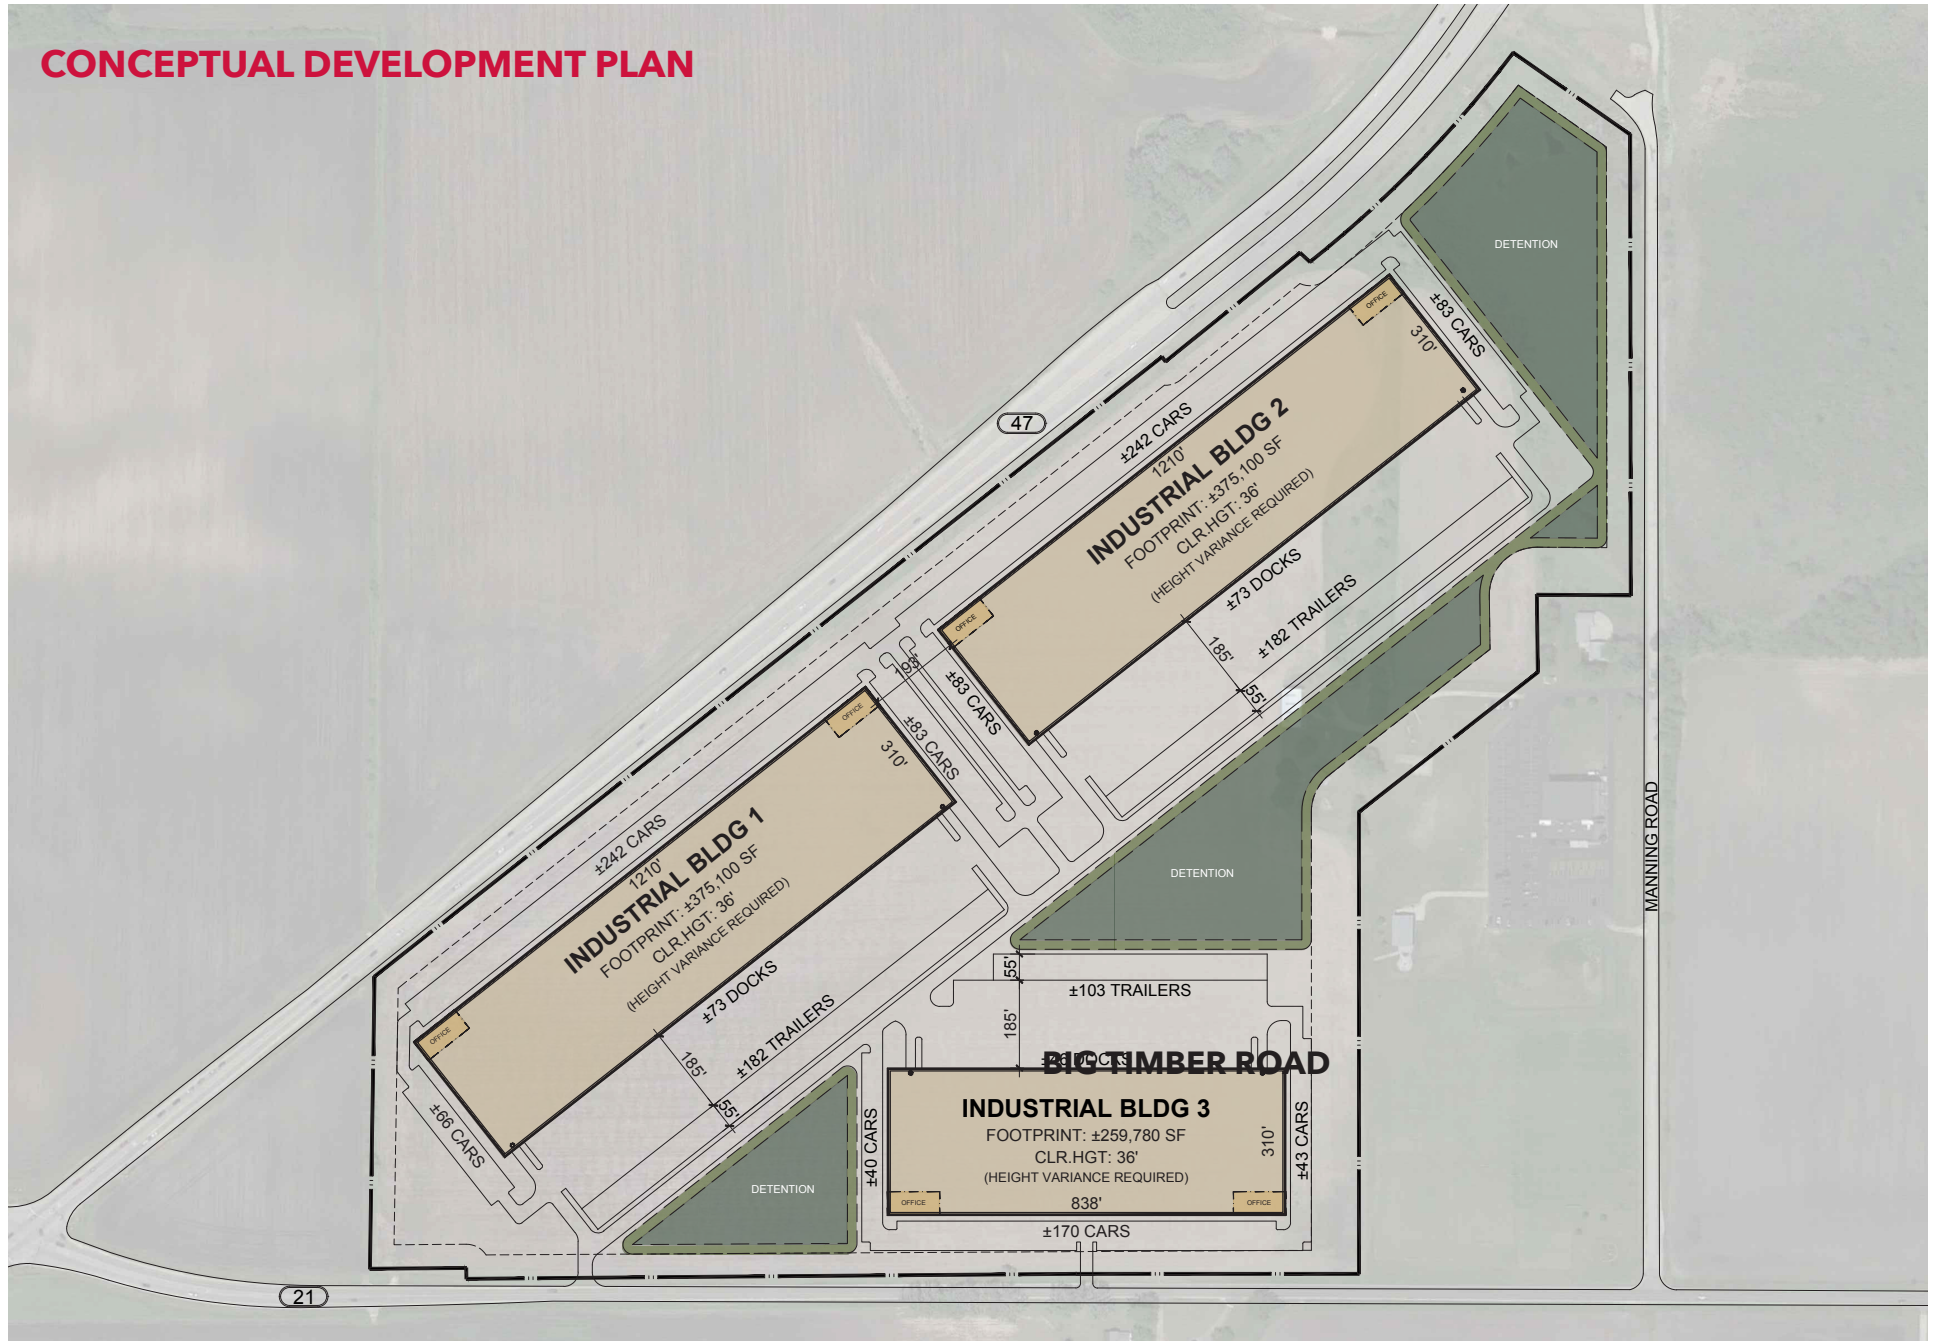 CONCEPTUAL DEVELOPMENT PLAN
DETENTION
OFFICE
±83 CARS
310'
47
±242 CARS
1210'
INDUSTRIAL BLDG 2
FOOTPRINT: ±375,100 SF
CLR.HGT: 36'
(HEIGHT VARIANCE REQUIRED)
±73 DOCKS
±182 TRAILERS
185'
55'
OFFICE
193'
±83 CARS
OFFICE
±83 CARS
310'
±242 CARS
1210'
INDUSTRIAL BLDG 1
FOOTPRINT: ±375,100 SF
CLR.HGT: 36'
(HEIGHT VARIANCE REQUIRED)
±73 DOCKS
±182 TRAILERS
185'
55'
OFFICE
±66 CARS
DETENTION
MANNING ROAD
55'
±103 TRAILERS
185'
±46 DOCKS
BIG TIMBER ROAD
INDUSTRIAL BLDG 3
FOOTPRINT: ±259,780 SF
CLR.HGT: 36'
(HEIGHT VARIANCE REQUIRED)
838'
310'
±40 CARS
±43 CARS
OFFICE
OFFICE
±170 CARS
DETENTION
21